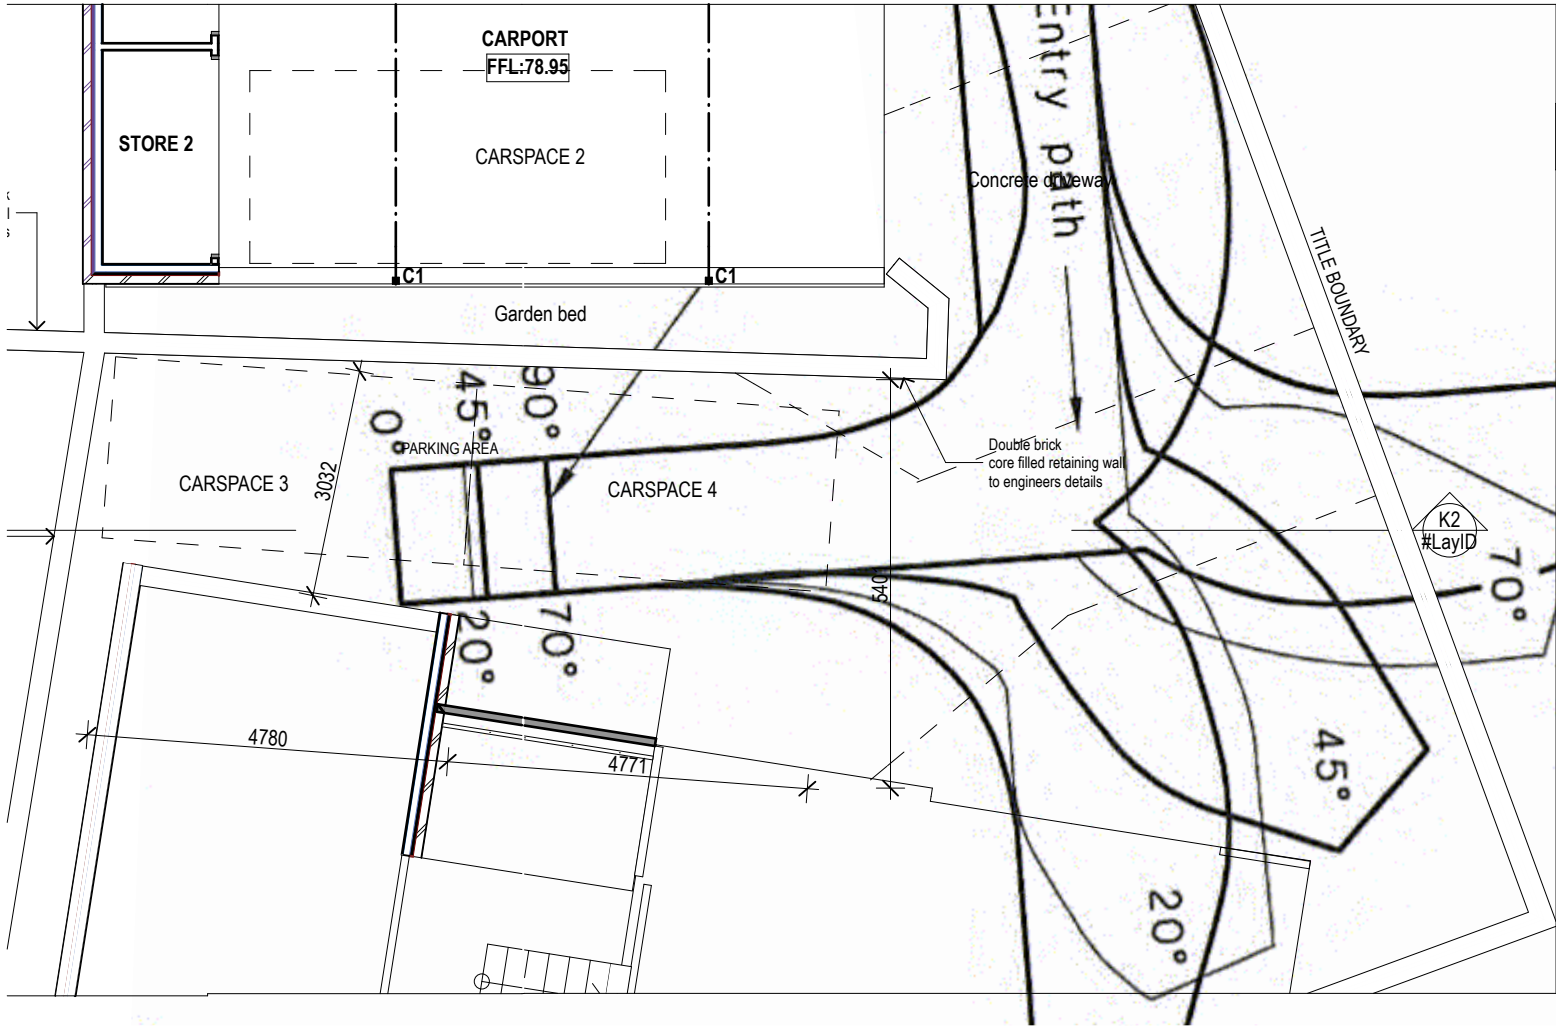 CARPORT
FFL:78.95
STORE 2
CARSPACE 2
Entry path
Concrete driveway
TITLE BOUNDARY
C1
C1
Garden bed
0°
45°
90°
PARKING AREA
CARSPACE 3
3032
CARSPACE 4
Double brick
core filled retaining wall
to engineers details
K2
#LayID
70°
20°
70°
5401
4780
4771
45°
20°